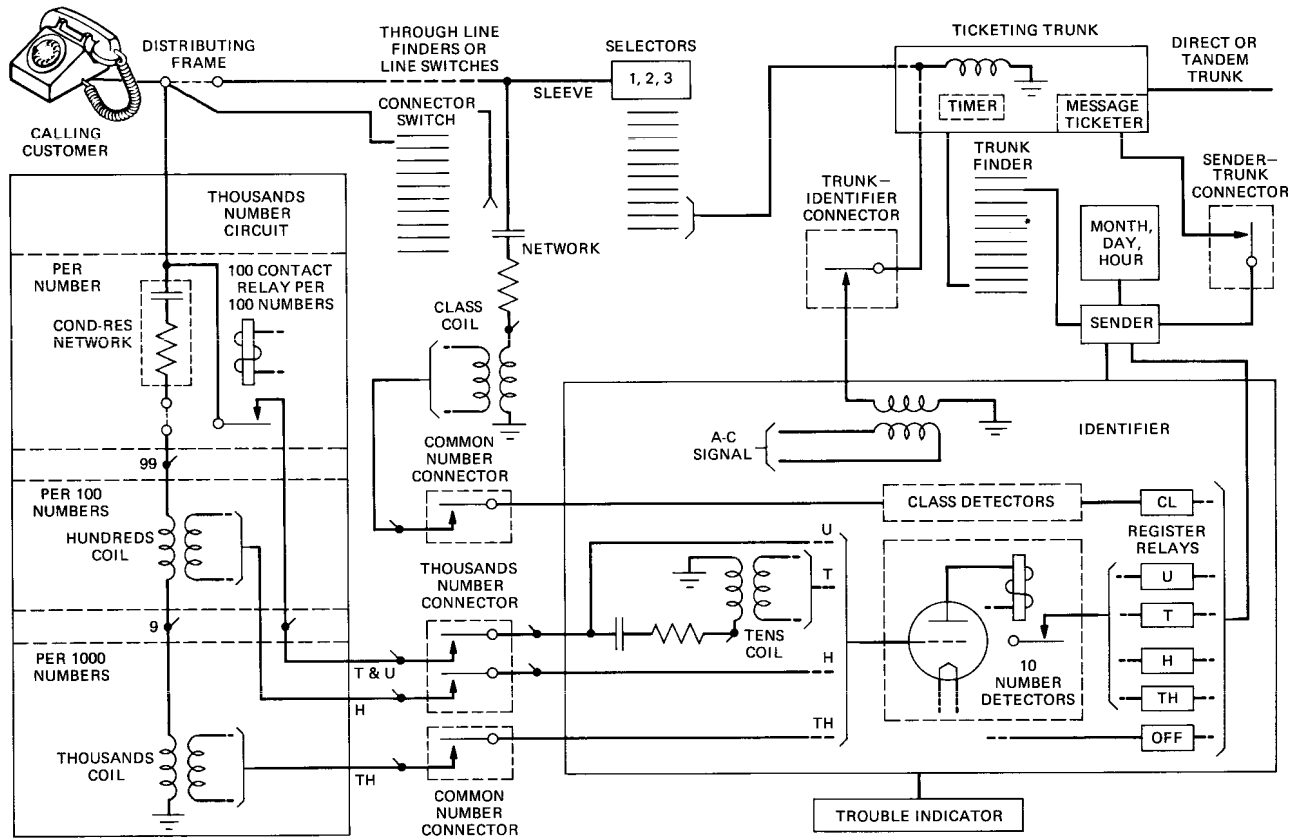 CALLING
CUSTOMER
DISTRIBUTING
FRAME
THROUGH LINE
FINDERS OR
LINE SWITCHES
SLEEVE
SELECTORS
1, 2, 3
CONNECTOR
SWITCH
NETWORK
CLASS
COIL
TICKETING TRUNK
TIMER
MESSAGE
TICKETER
DIRECT OR
TANDEM
TRUNK
TRUNK
FINDER
TRUNK–
IDENTIFIER
CONNECTOR
SENDER–
TRUNK
CONNECTOR
MONTH,
DAY,
HOUR
SENDER
THOUSANDS
NUMBER
CIRCUIT
PER
NUMBER
100 CONTACT
RELAY PER
100 NUMBERS
COND-RES
NETWORK
99
PER 100
NUMBERS
HUNDREDS
COIL
9
PER 1000
NUMBERS
THOUSANDS
COIL
T & U
H
TH
COMMON
NUMBER
CONNECTOR
THOUSANDS
NUMBER
CONNECTOR
COMMON
NUMBER
CONNECTOR
IDENTIFIER
A-C
SIGNAL
CLASS DETECTORS
CL
REGISTER
RELAYS
U
T
H
TH
OFF
U
T
TENS
COIL
H
TH
10
NUMBER
DETECTORS
TROUBLE INDICATOR